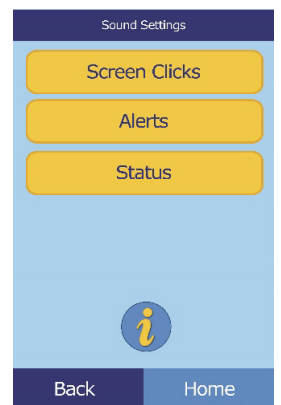 Sound Settings
Screen Clicks
Alerts
Status
i
Back Home